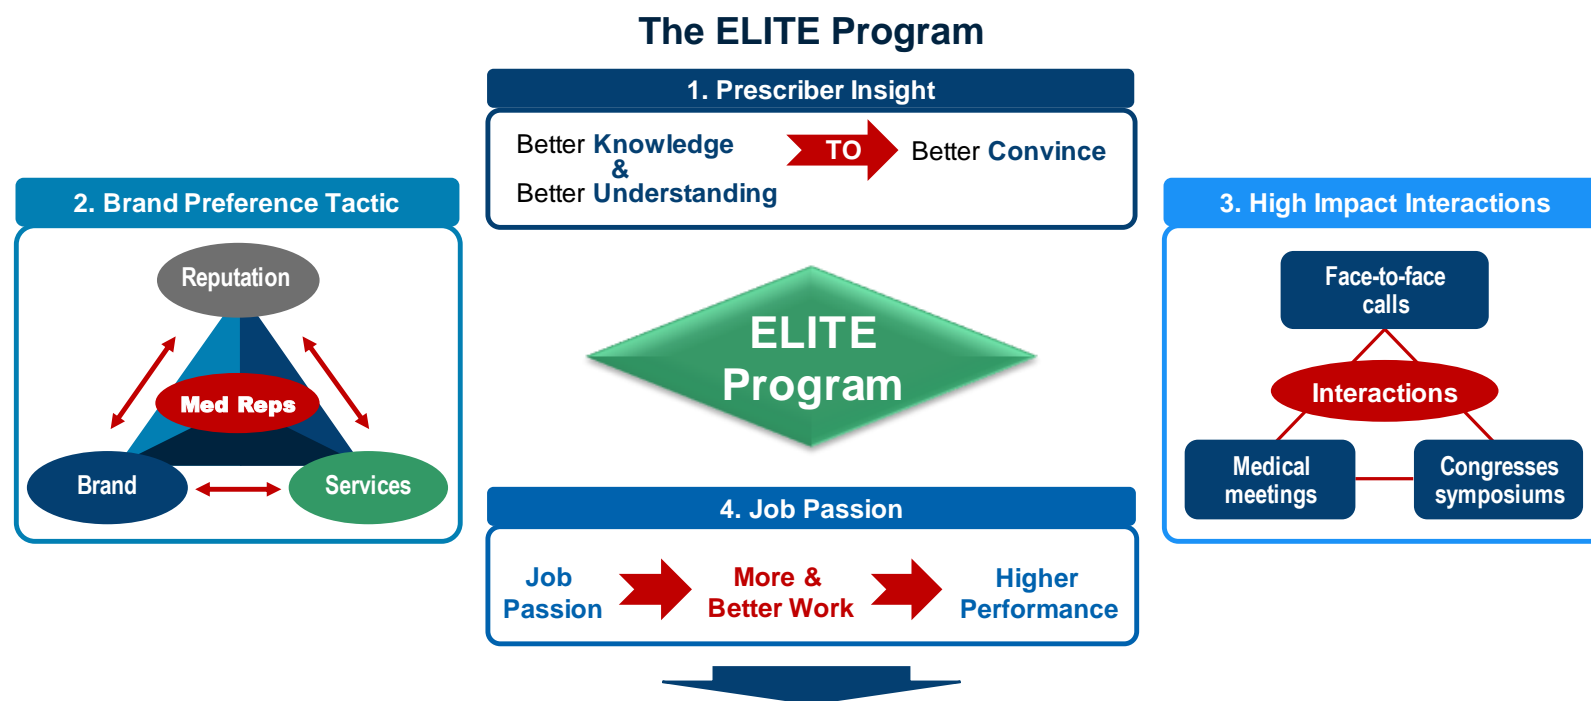 The ELITE Program
1. Prescriber Insight
Better Knowledge
&
Better Understanding
TO
Better Convince
2. Brand Preference Tactic
Reputation
Med Reps
Brand
Services
ELITE
Program
3. High Impact Interactions
Face-to-face
calls
Interactions
Medical
meetings
Congresses
symposiums
4. Job Passion
Job
Passion
More &
Better Work
Higher
Performance